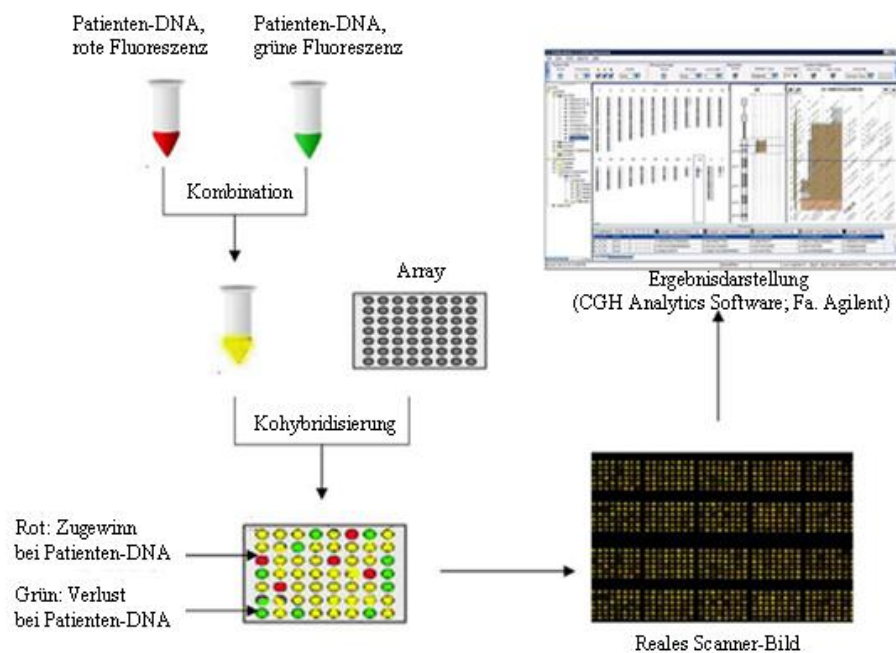 Patienten-DNA,
rote Fluoreszenz
Patienten-DNA,
grüne Fluoreszenz
Kombination
Array
Kohybridisierung
Rot: Zugewinn
bei Patienten-DNA
Grün: Verlust
bei Patienten-DNA
Reales Scanner-Bild
Ergebnisdarstellung
(CGH Analytics Software; Fa. Agilent)